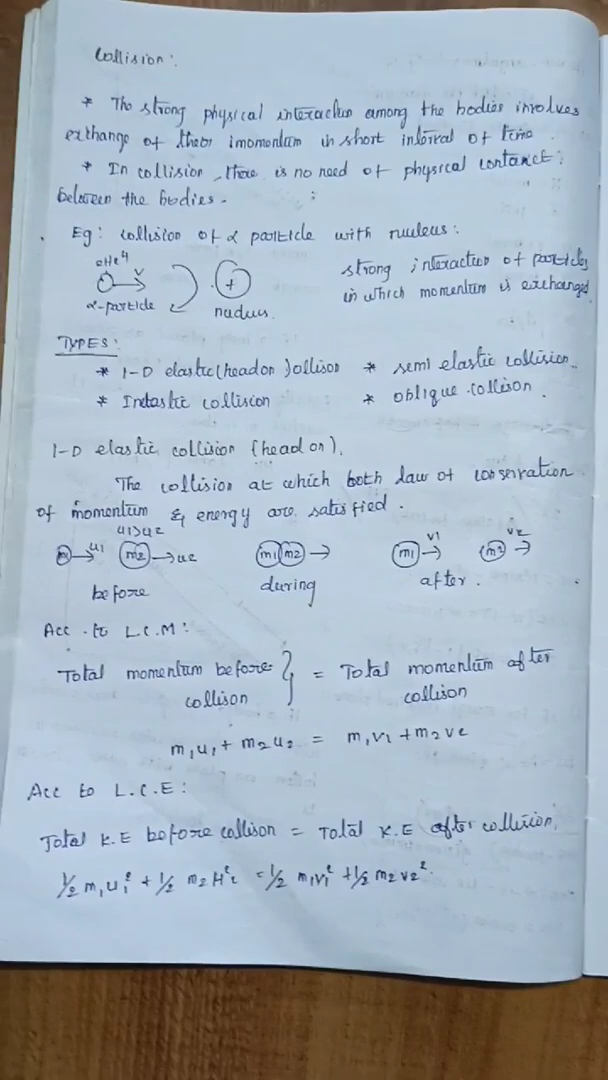 Collision:
* The strong physical interaction among the bodies involves
exchange of their imomentum in short interval of time.
* In collision, there is no need of physical contanct:
between the bodies.
Eg: collision of α particle with nucleus:
2He4
v
α-particle
+
nucleus.
strong interaction of particles
in which momentum is exchanged
TYPES:
* 1-D elastic (head on) ollison * semi elastic collision
* Inelastic collision * oblique collison.
1-D elastic collision (head on).
The collision at which both law of conservation
of momentum & energy are satisfied.
u1>u2
u1 m2 u2 m1 m2 m1 v1 m2 v2
before during after.
Acc. to L.C.M:
Total momentum before collison } = Total momentum after collison
m1u1 + m2u2 = m1v1 + m2v2
Acc to L.C.E:
Total K.E before collison = Total K.E after collision,
1/2 m1u1² + 1/2 m2u2² = 1/2 m1v1² + 1/2 m2v2².